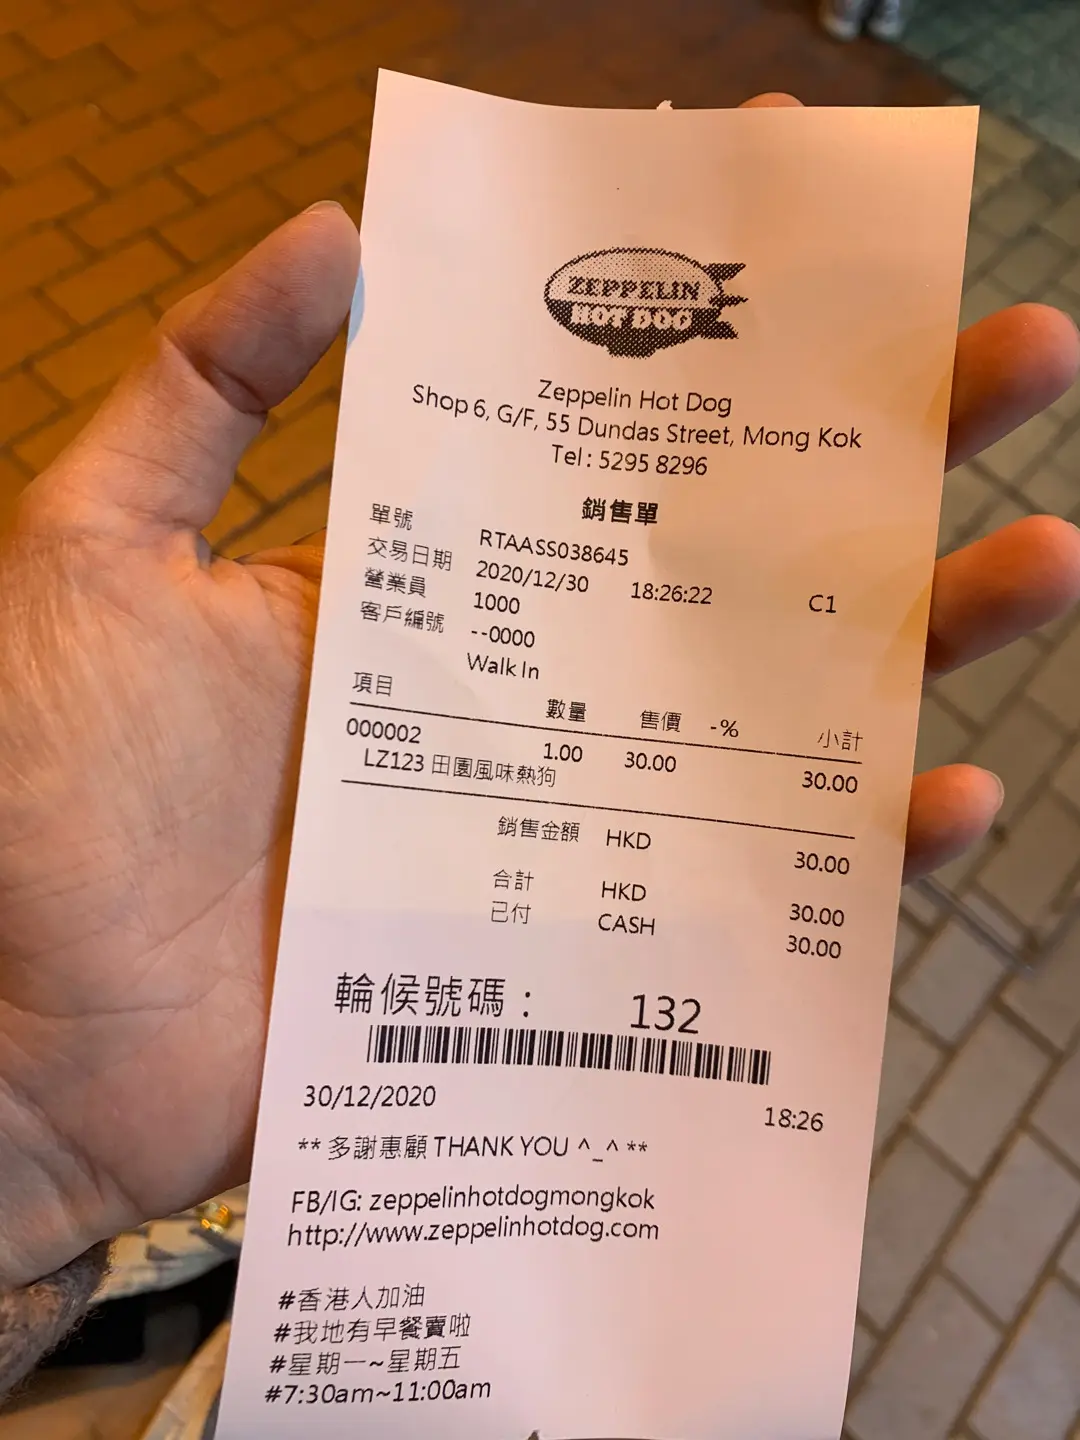 ZEPPELIN
HOT DOG
Zeppelin Hot Dog
Shop 6, G/F, 55 Dundas Street, Mong Kok
Tel : 5295 8296
銷售單
單號 RTAASS038645
交易日期 2020/12/30 18:26:22 C1
營業員 1000
客戶編號 --0000
Walk In
項目 數量 售價 -% 小計
000002 1.00 30.00 30.00
LZ123 田園風味熱狗
銷售金額 HKD 30.00
合計 HKD 30.00
已付 CASH 30.00
輪候號碼 : 132
30/12/2020 18:26
** 多謝惠顧 THANK YOU ^_^ **
FB/IG: zeppelinhotdogmongkok
http://www.zeppelinhotdog.com
#香港人加油
#我地有早餐賣啦
#星期一~星期五
#7:30am~11:00am